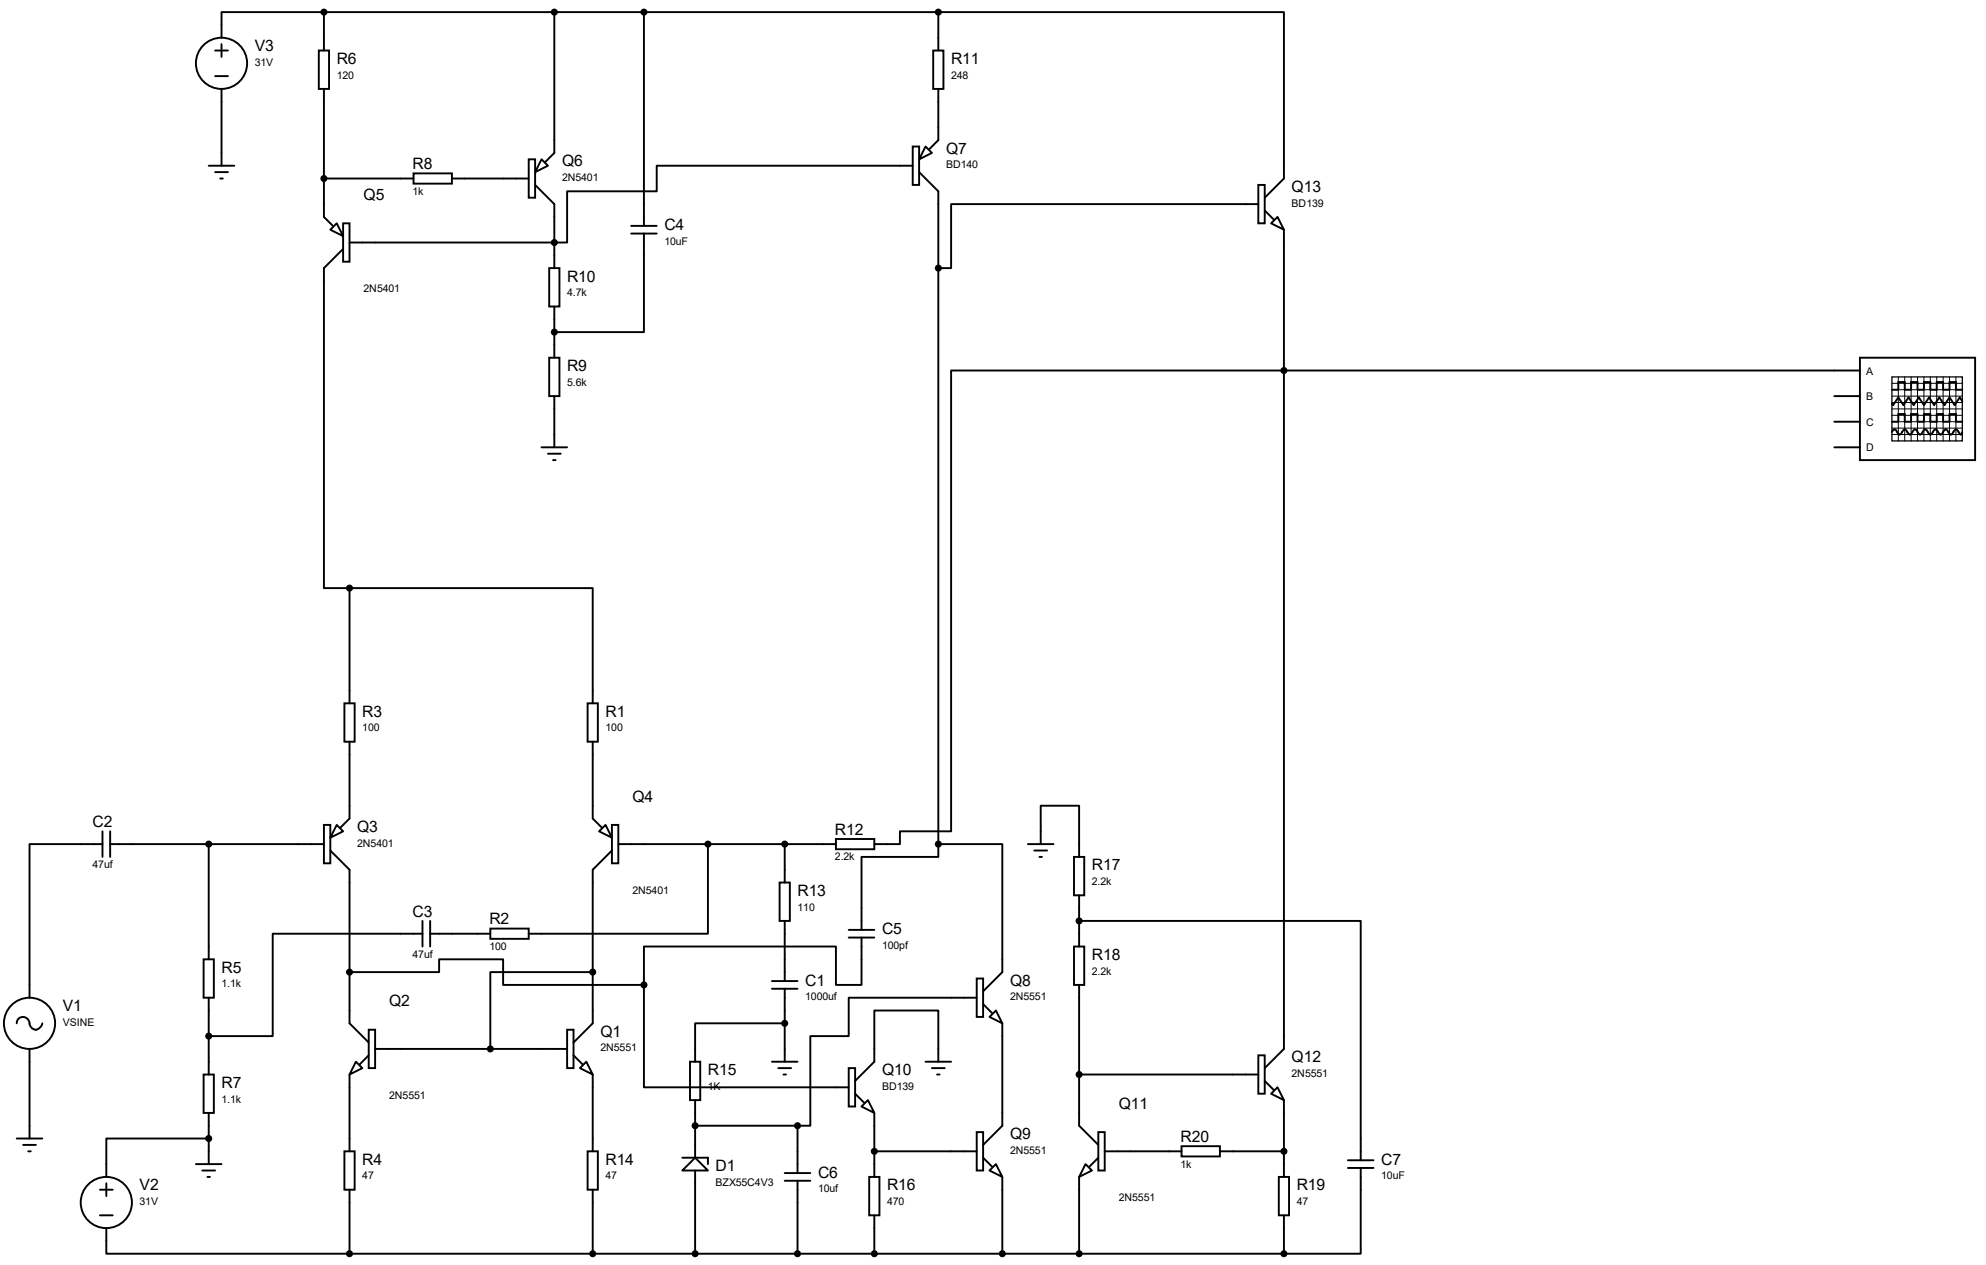 V3
31V
R6
120
R11
248
R8
1k
Q6
2N5401
Q7
BD140
Q5
Q13
BD139
C4
10uF
R10
4.7k
2N5401
R9
5.6k
A
B
C
D
R3
100
R1
100
Q4
C2
47uf
Q3
2N5401
R12
2.2k
R17
2.2k
2N5401
R13
110
C3
47uf
R2
100
C5
100pf
R18
2.2k
R5
1.1k
C1
1000uf
Q8
2N5551
V1
VSINE
Q2
Q1
2N5551
R15
1K
Q10
BD139
Q12
2N5551
R7
1.1k
2N5551
Q11
Q9
2N5551
R20
1k
R4
47
R14
47
D1
BZX55C4V3
C6
10uf
C7
10uF
V2
31V
R16
470
2N5551
R19
47